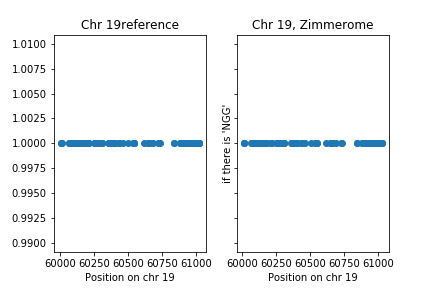 Chr 19reference
1.0100
1.0075
1.0050
1.0025
1.0000
0.9975
0.9950
0.9925
0.9900
60000 60250 60500 60750 61000
Position on chr 19
Chr 19, Zimmerome
if there is 'NGG'
60000 60250 60500 60750 61000
Position on chr 19